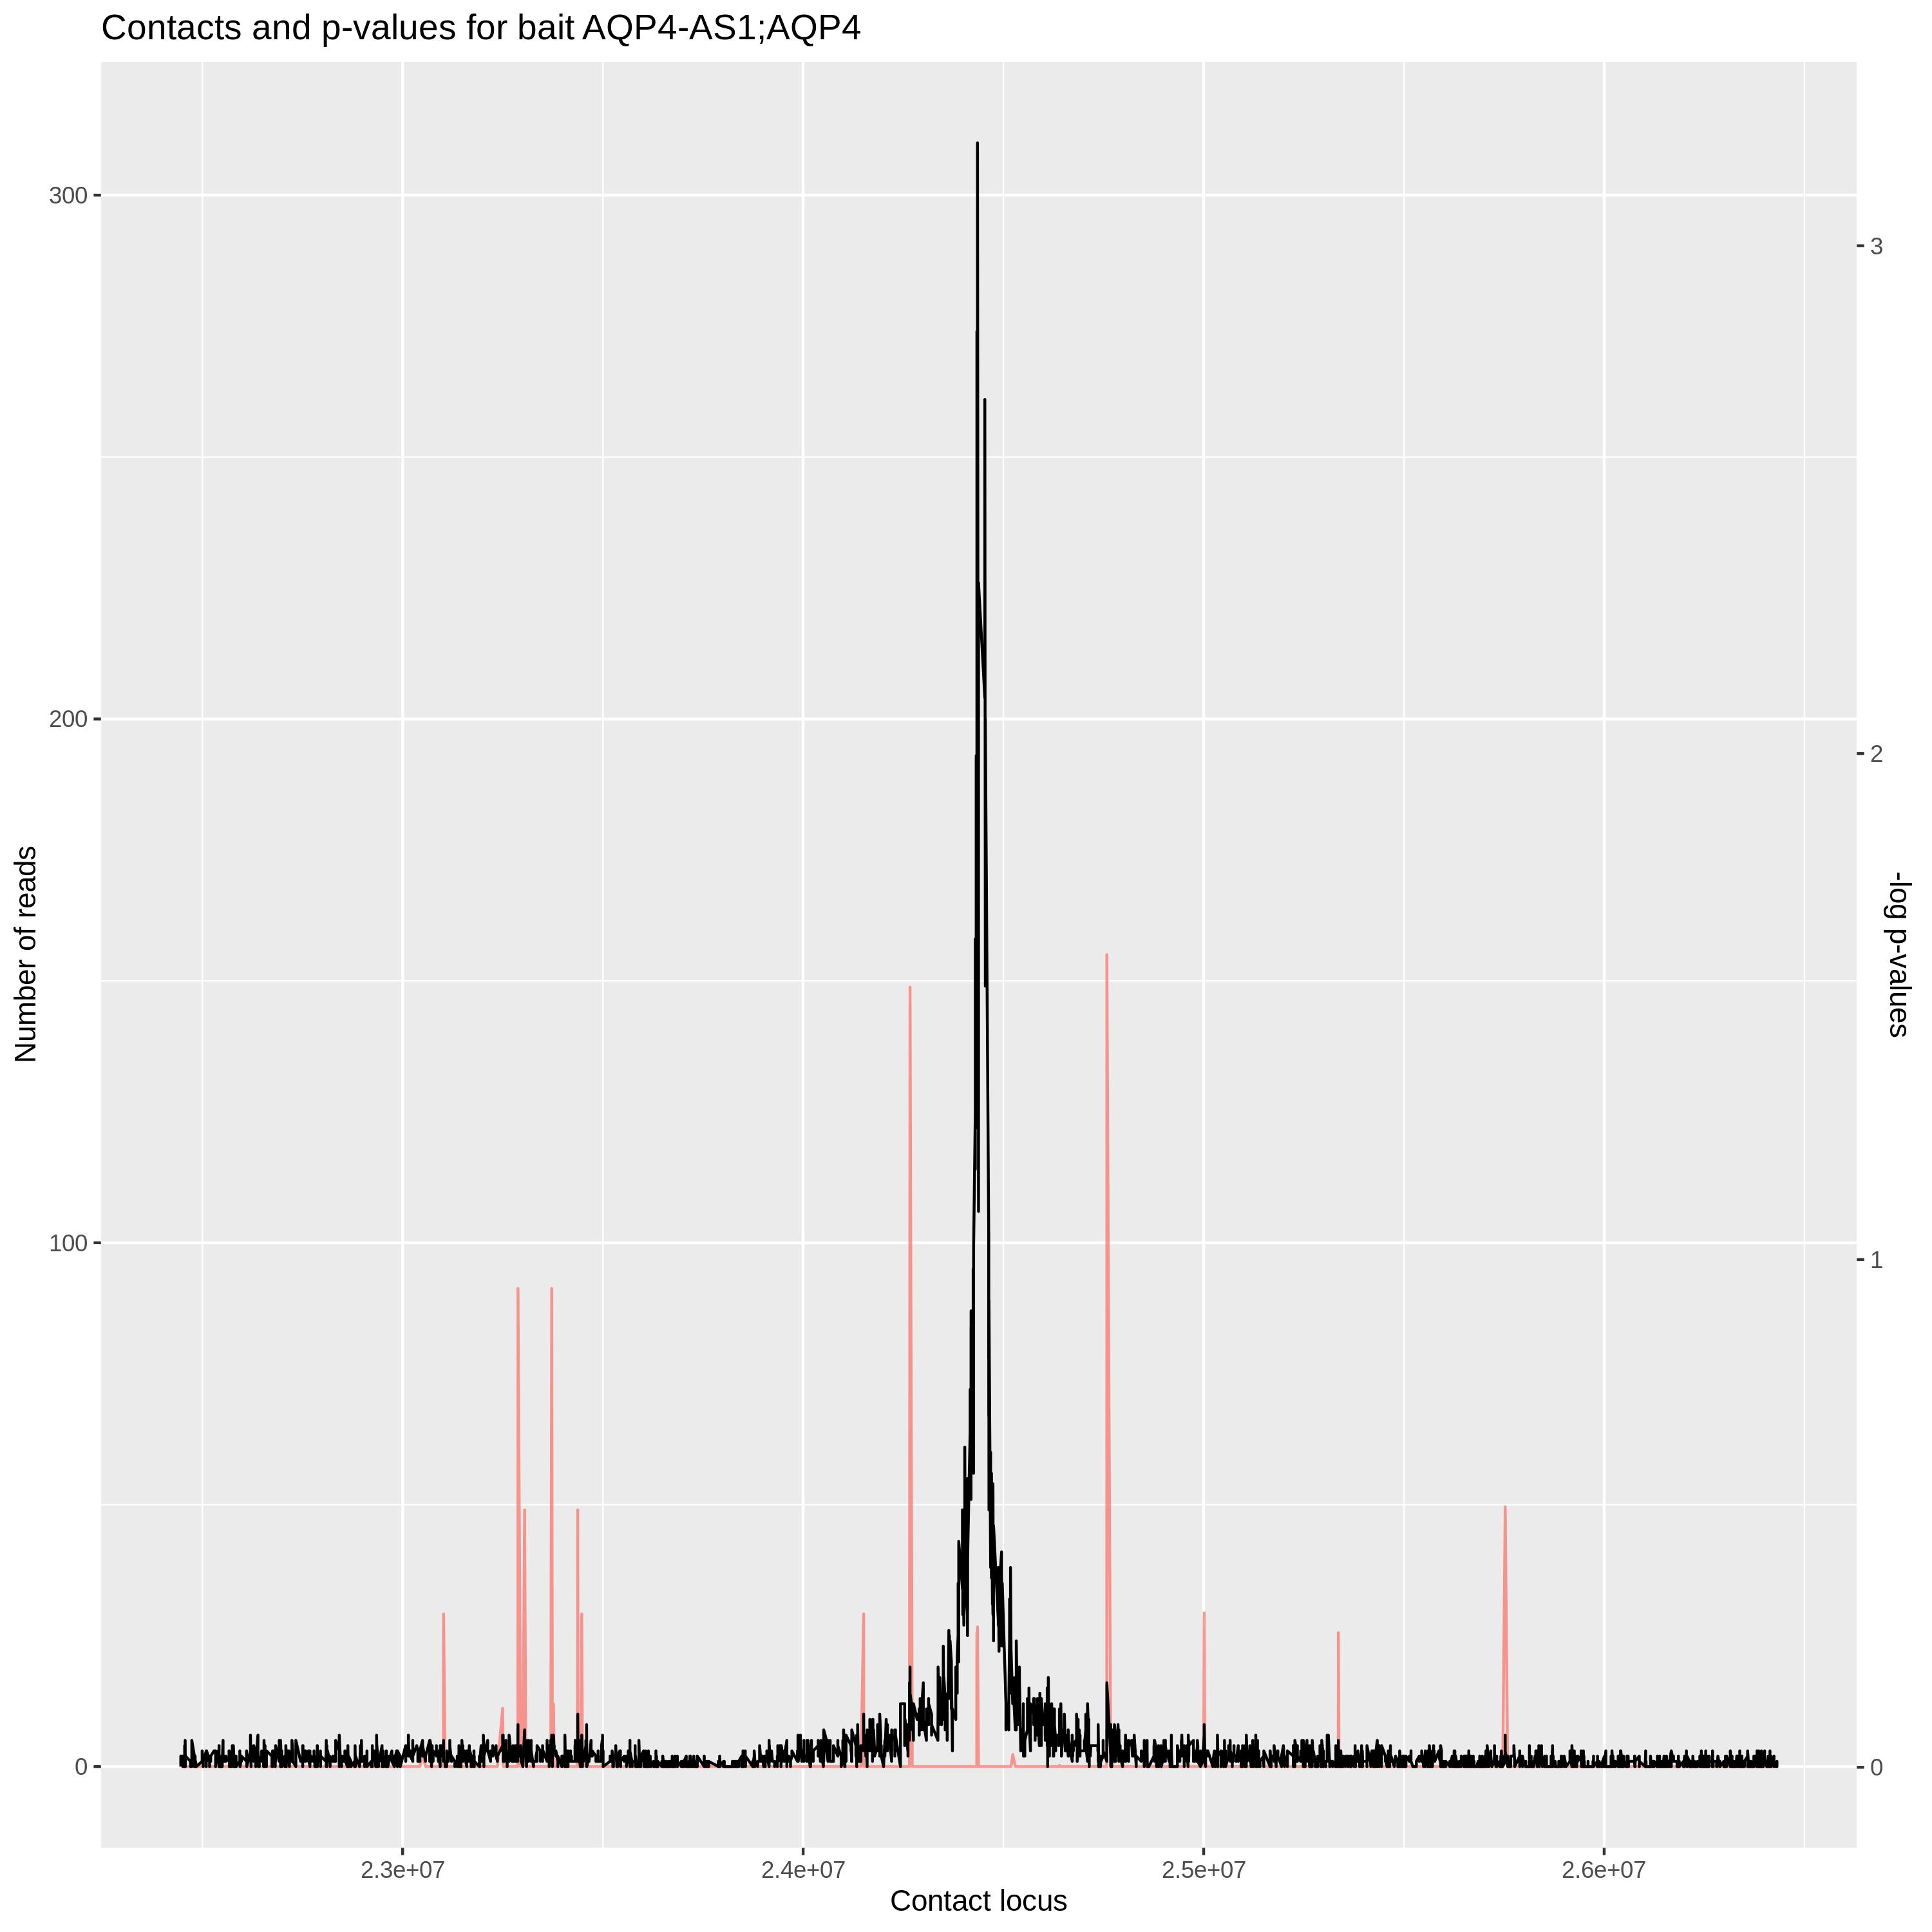 Contacts and p-values for bait AQP4-AS1;AQP4
300
200
100
0
Number of reads
3
2
1
0
-log p-values
2.3e+07
2.4e+07
2.5e+07
2.6e+07
Contact locus